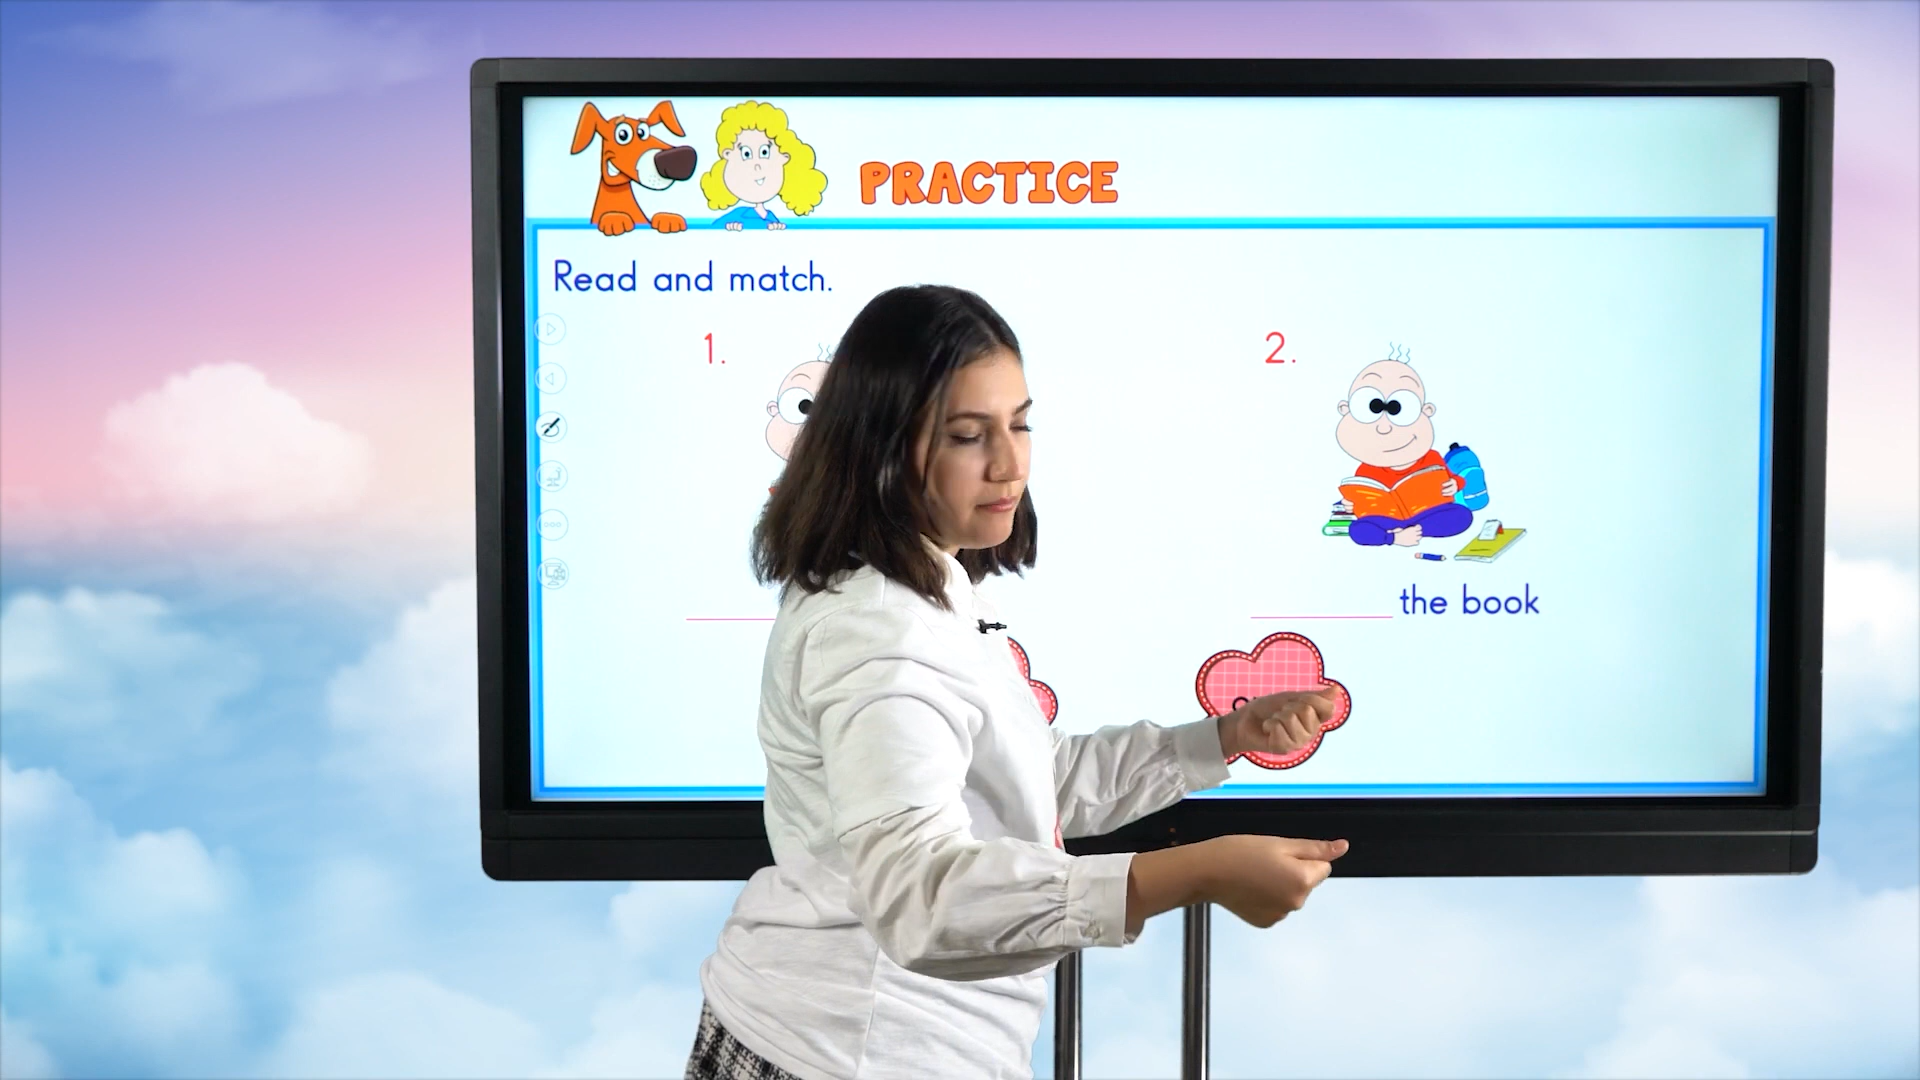 PRACTICE
Read and match.
1.
2.
the book